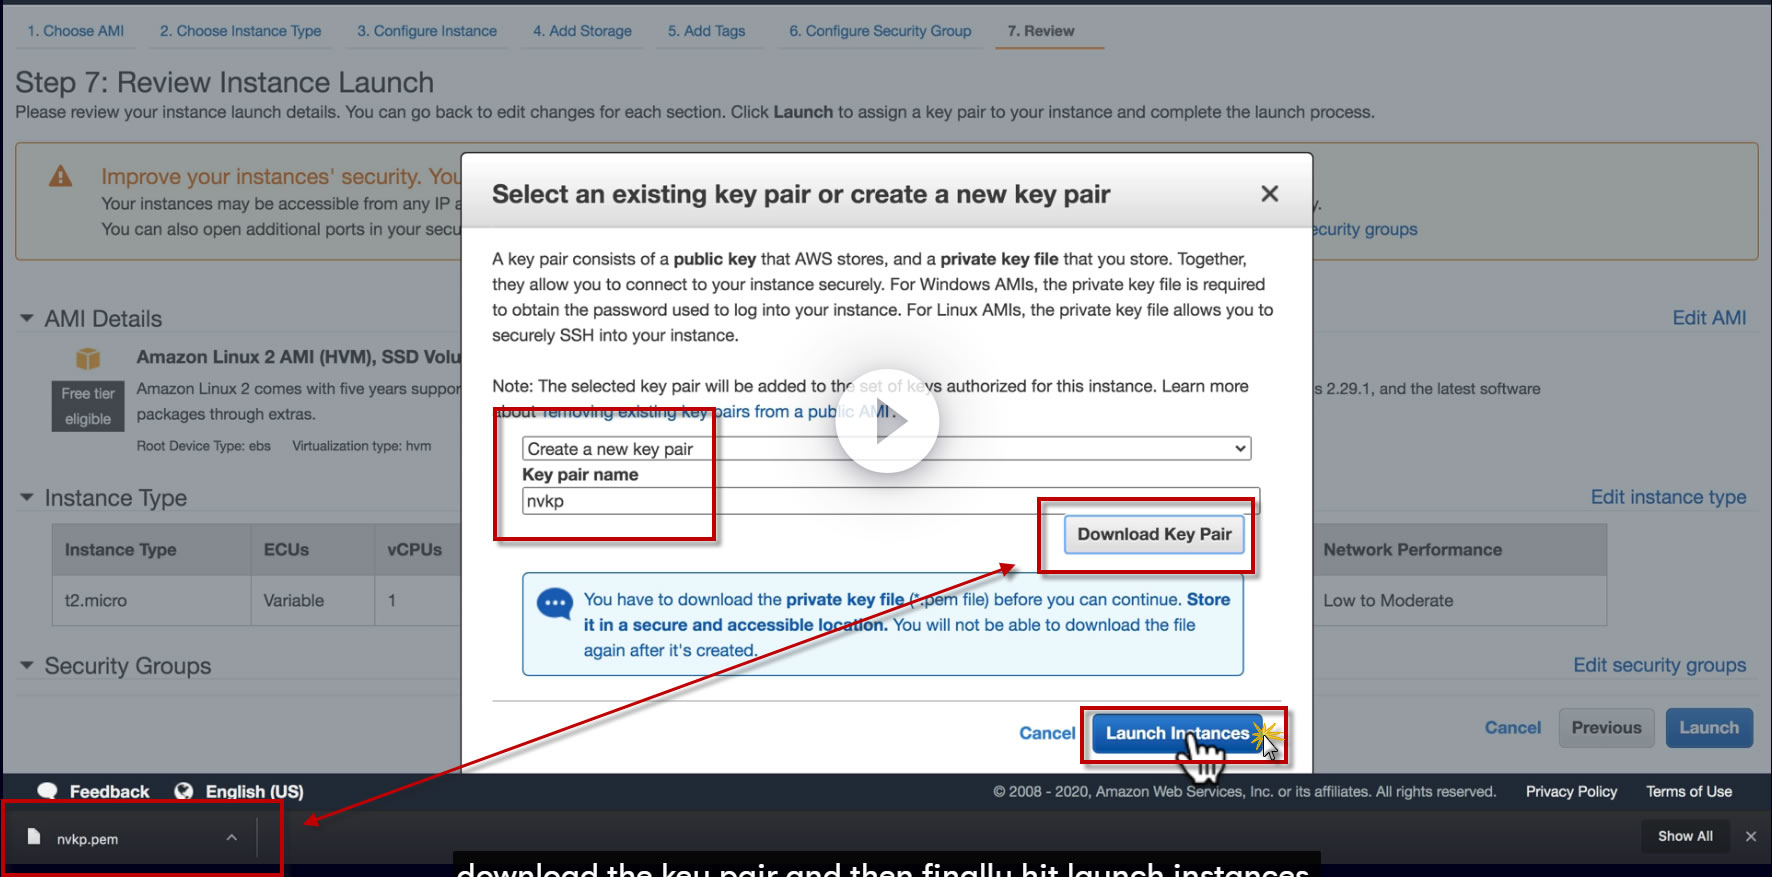 1. Choose AMI 2. Choose Instance Type 3. Configure Instance 4. Add Storage 5. Add Tags 6. Configure Security Group 7. Review
Step 7: Review Instance Launch
Please review your instance launch details. You can go back to edit changes for each section. Click Launch to assign a key pair to your instance and complete the launch process.
Improve your instances' security. You
Your instances may be accessible from any IP a
y.
You can also open additional ports in your secu
ecurity groups
Select an existing key pair or create a new key pair
A key pair consists of a public key that AWS stores, and a private key file that you store. Together,
they allow you to connect to your instance securely. For Windows AMIs, the private key file is required
to obtain the password used to log into your instance. For Linux AMIs, the private key file allows you to
securely SSH into your instance.
Note: The selected key pair will be added to the set of keys authorized for this instance. Learn more
about removing existing key pairs from a public AMI.
Create a new key pair
Key pair name
nvkp
Download Key Pair
You have to download the private key file (*.pem file) before you can continue. Store
it in a secure and accessible location. You will not be able to download the file
again after it's created.
Cancel Launch Instances
AMI Details
Edit AMI
Amazon Linux 2 AMI (HVM), SSD Volu
Free tier
eligible
Amazon Linux 2 comes with five years suppor
s 2.29.1, and the latest software
packages through extras.
Root Device Type: ebs Virtualization type: hvm
Instance Type
Edit instance type
Instance Type ECUs vCPUs Network Performance
t2.micro Variable 1 Low to Moderate
Security Groups
Edit security groups
Cancel Previous Launch
Feedback English (US)
© 2008 - 2020, Amazon Web Services, Inc. or its affiliates. All rights reserved. Privacy Policy Terms of Use
nvkp.pem
Show All
download the key pair and then finally hit launch instances